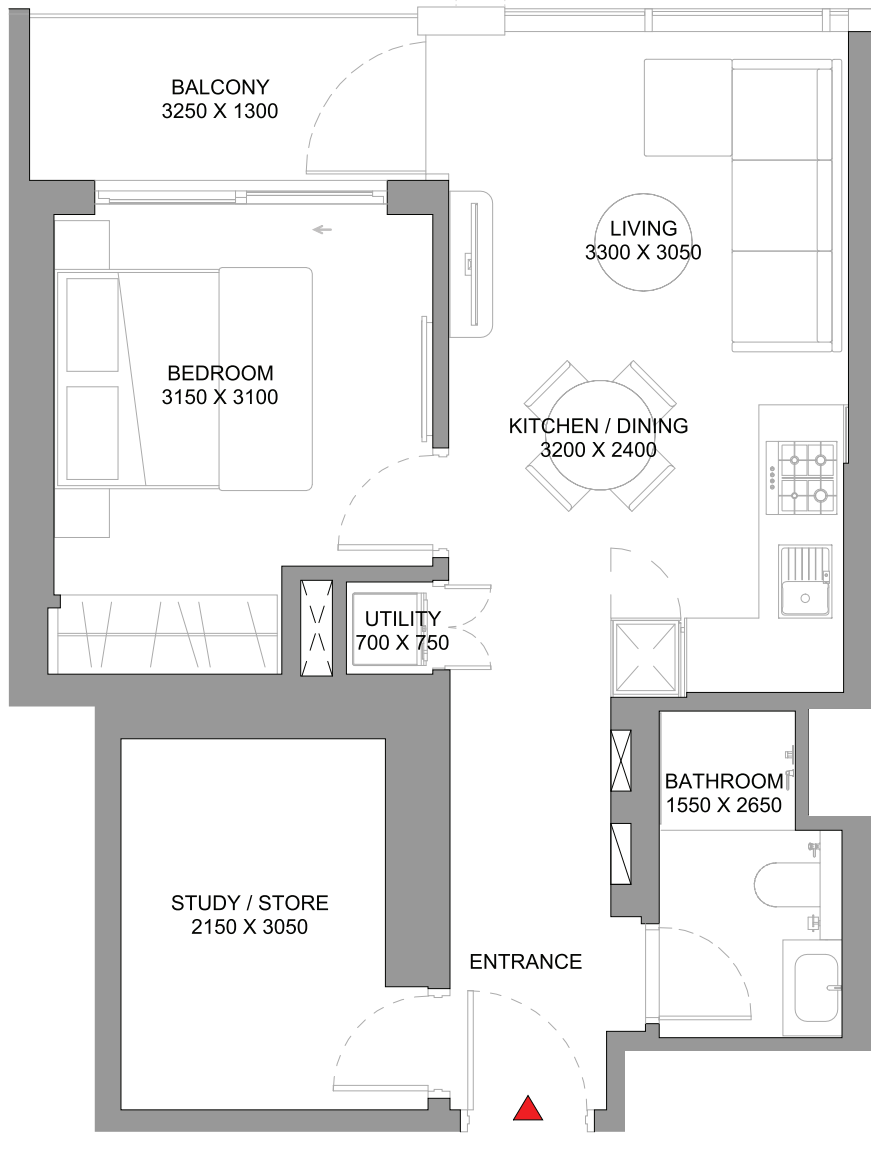 BALCONY
3250 X 1300
LIVING
3300 X 3050
BEDROOM
3150 X 3100
KITCHEN / DINING
3200 X 2400
UTILITY
700 X 750
BATHROOM
1550 X 2650
STUDY / STORE
2150 X 3050
ENTRANCE